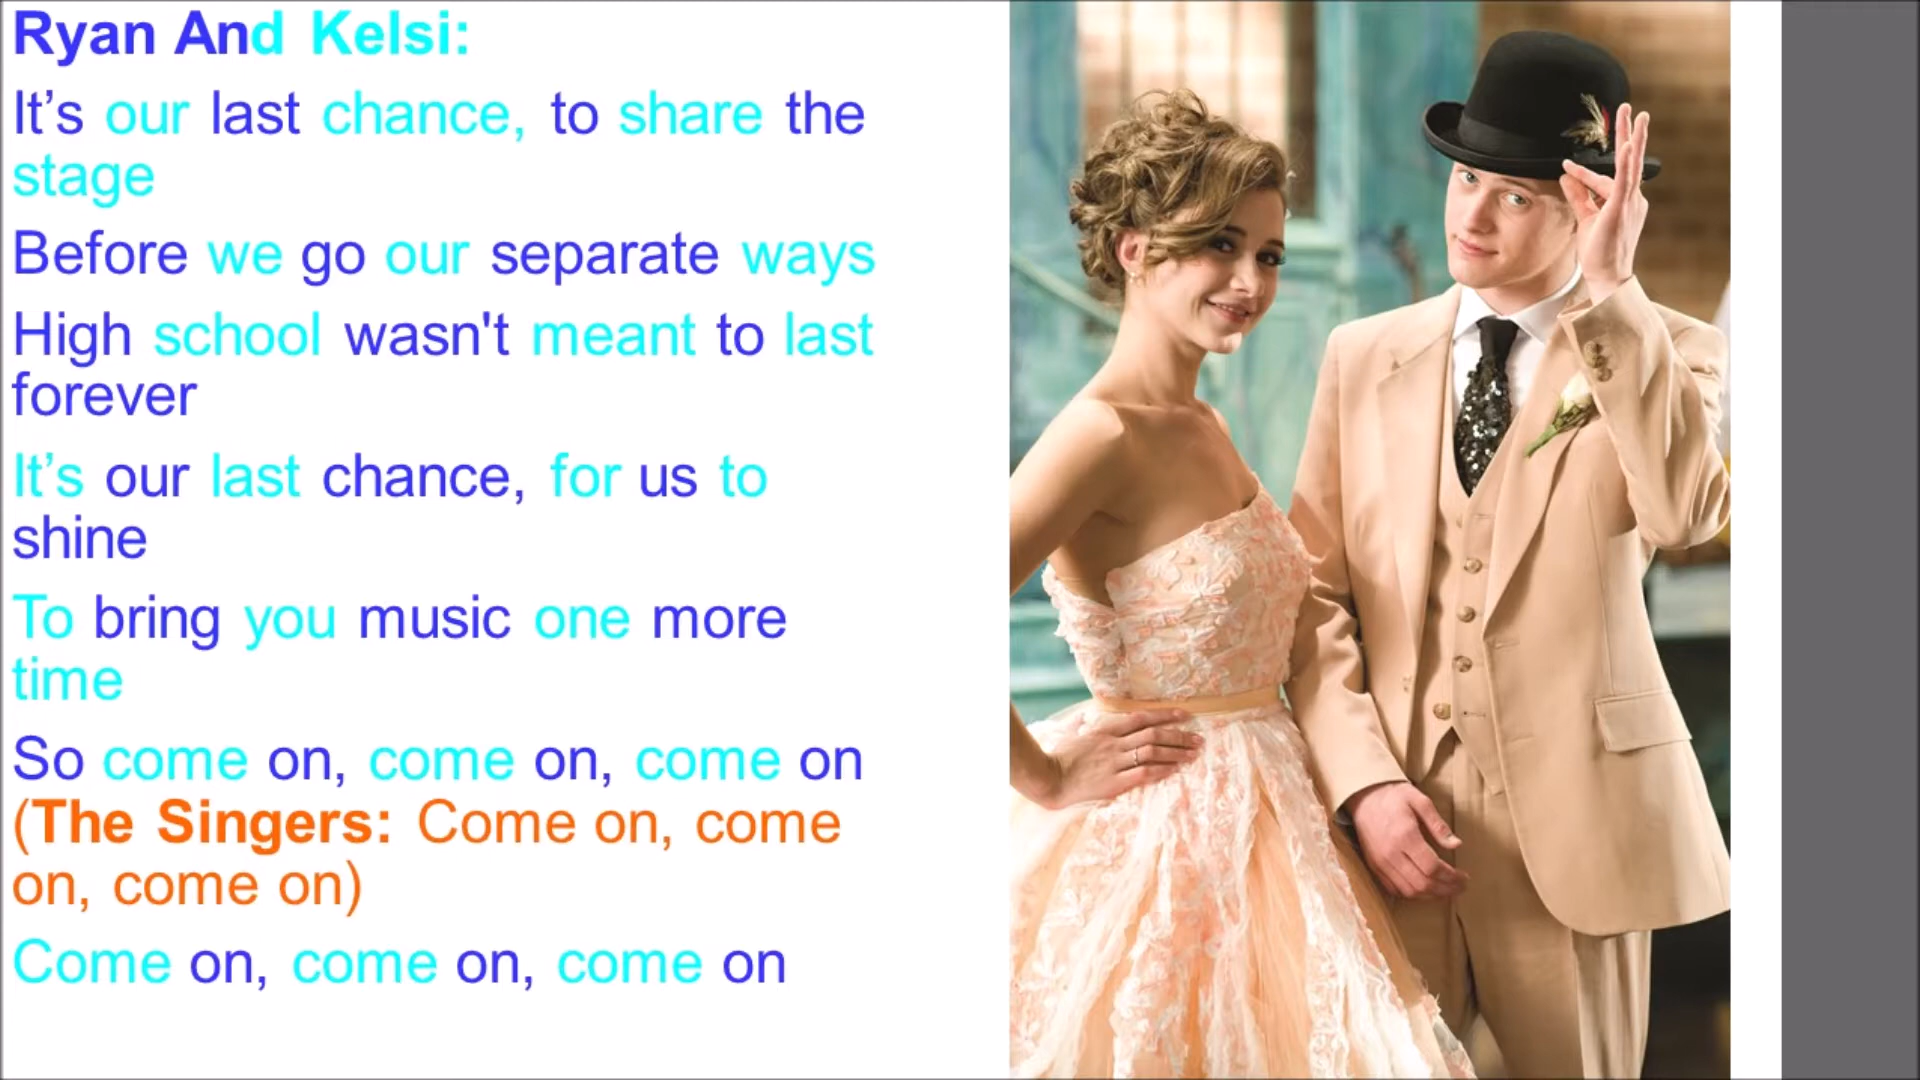 Ryan And Kelsi:
It’s our last chance, to share the
stage
Before we go our separate ways
High school wasn't meant to last
forever
It’s our last chance, for us to
shine
To bring you music one more
time
So come on, come on, come on
(The Singers: Come on, come
on, come on)
Come on, come on, come on